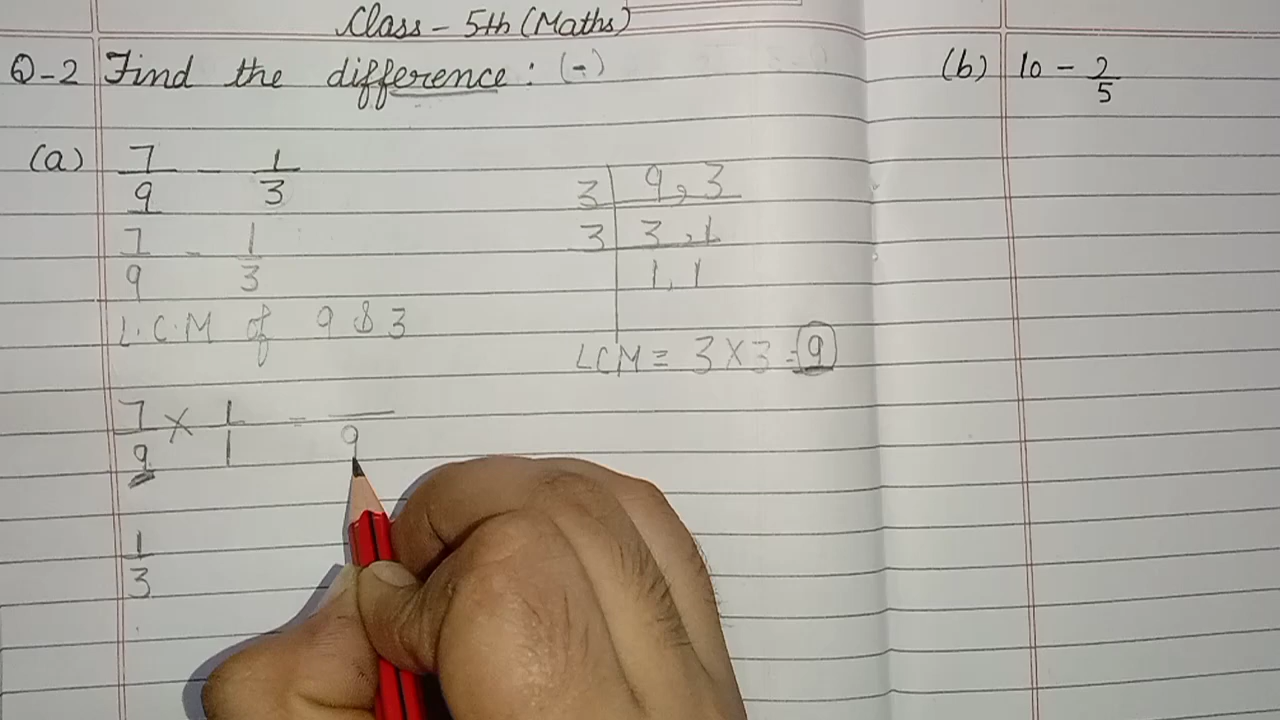 Class - 5th (Maths)
Q-2 Find the difference : (-)
(a) 7/9 - 1/3
7/9 - 1/3
L.C.M of 9 & 3
7/9 × 1/1 = /9
1/3
3 | 9, 3
3 | 3, 1
1, 1
LCM = 3 × 3 = 9
(b) 10 - 2/5